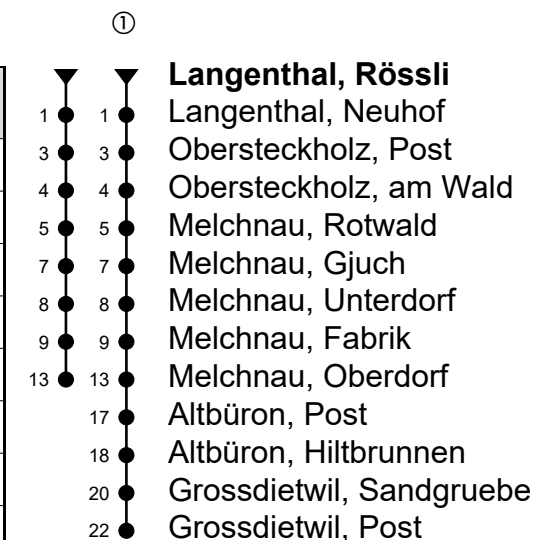 ①
Langenthal, Rössli
1 1 Langenthal, Neuhof
3 3 Obersteckholz, Post
4 4 Obersteckholz, am Wald
5 5 Melchnau, Rotwald
7 7 Melchnau, Gjuch
8 8 Melchnau, Unterdorf
9 9 Melchnau, Fabrik
13 13 Melchnau, Oberdorf
17 Altbüron, Post
18 Altbüron, Hiltbrunnen
20 Grossdietwil, Sandgruebe
22 Grossdietwil, Post